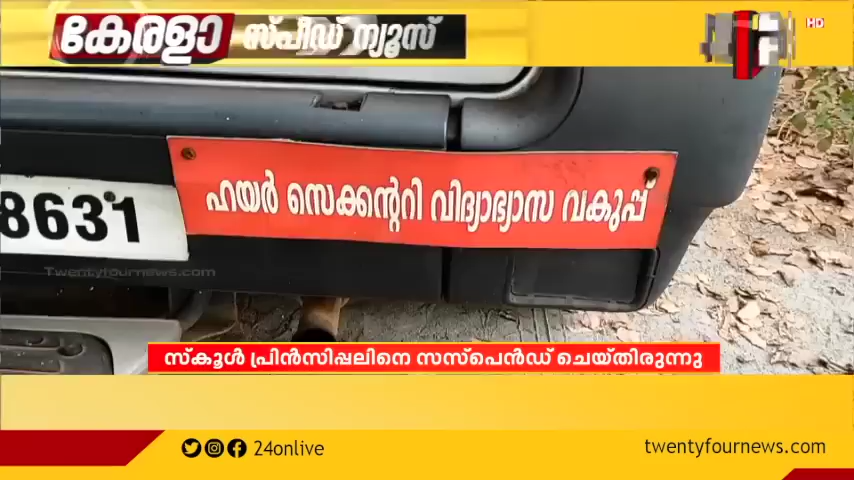 കേരളാ സ്പീഡ് ന്യൂസ്
HD
ഹയർ സെക്കന്ററി വിദ്യാഭ്യാസ വകുപ്പ്
8631
Twentyfournews.com
സ്കൂൾ പ്രിൻസിപ്പലിനെ സസ്പെൻഡ് ചെയ്തിരുന്നു
24onlive
twentyfournews.com